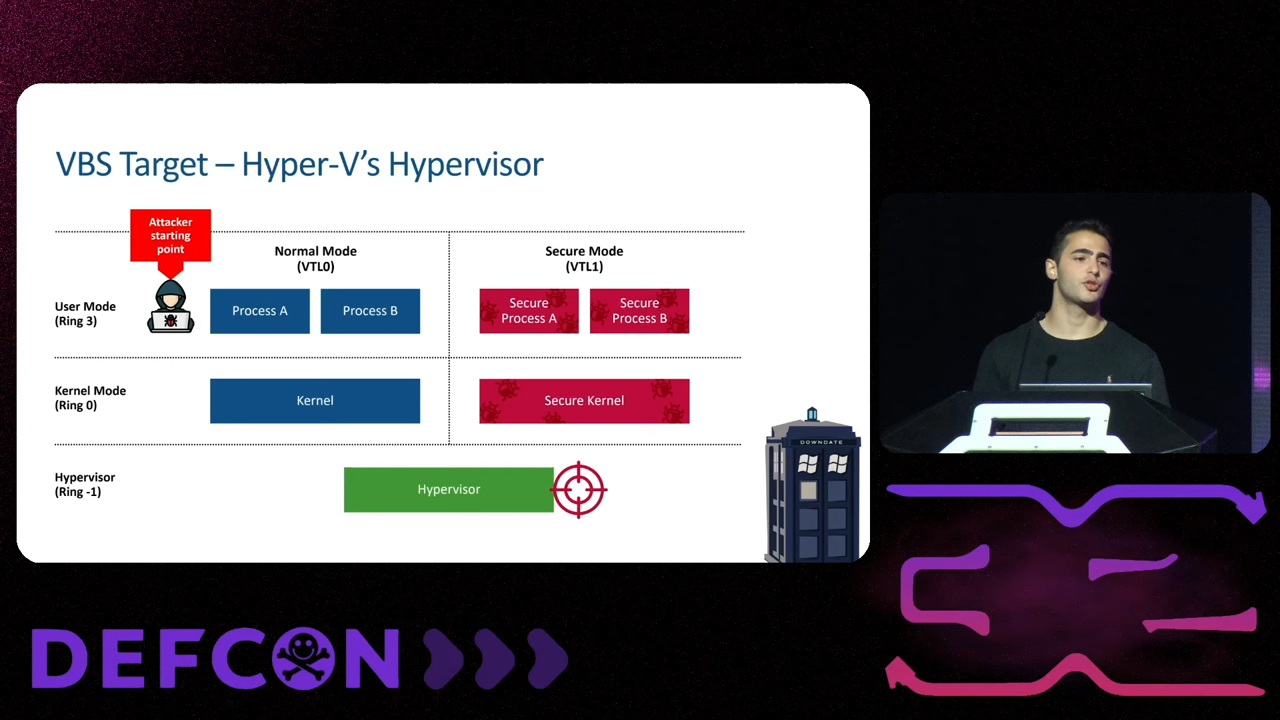 VBS Target – Hyper-V's Hypervisor
Attacker
starting
point
Normal Mode
(VTL0)
Secure Mode
(VTL1)
User Mode
(Ring 3)
Process A
Process B
Secure
Process A
Secure
Process B
Kernel Mode
(Ring 0)
Kernel
Secure Kernel
DOWNDATE
Hypervisor
(Ring -1)
Hypervisor
DEFCON